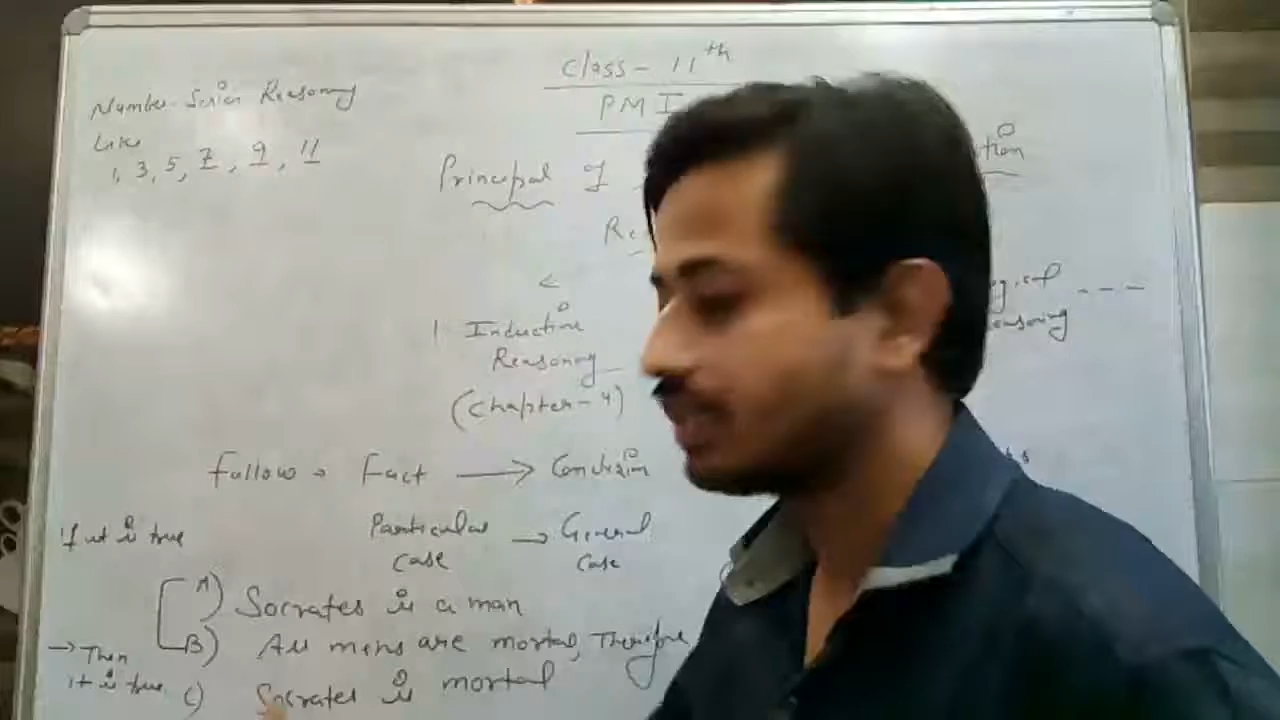 Class - 11th
PMI
Number Series Reasoning
Like
1, 3, 5, 7, 9, 11
Principal of
Re
1 Inductive
Reasoning
(Chapter-4)
Follow → Fact → Conclusion
If it is true
Particular → General
Case Case
A) Socrates is a man
B) All mens are mortal, Therefore
→ Then
it is true
C) Socrates is mortal